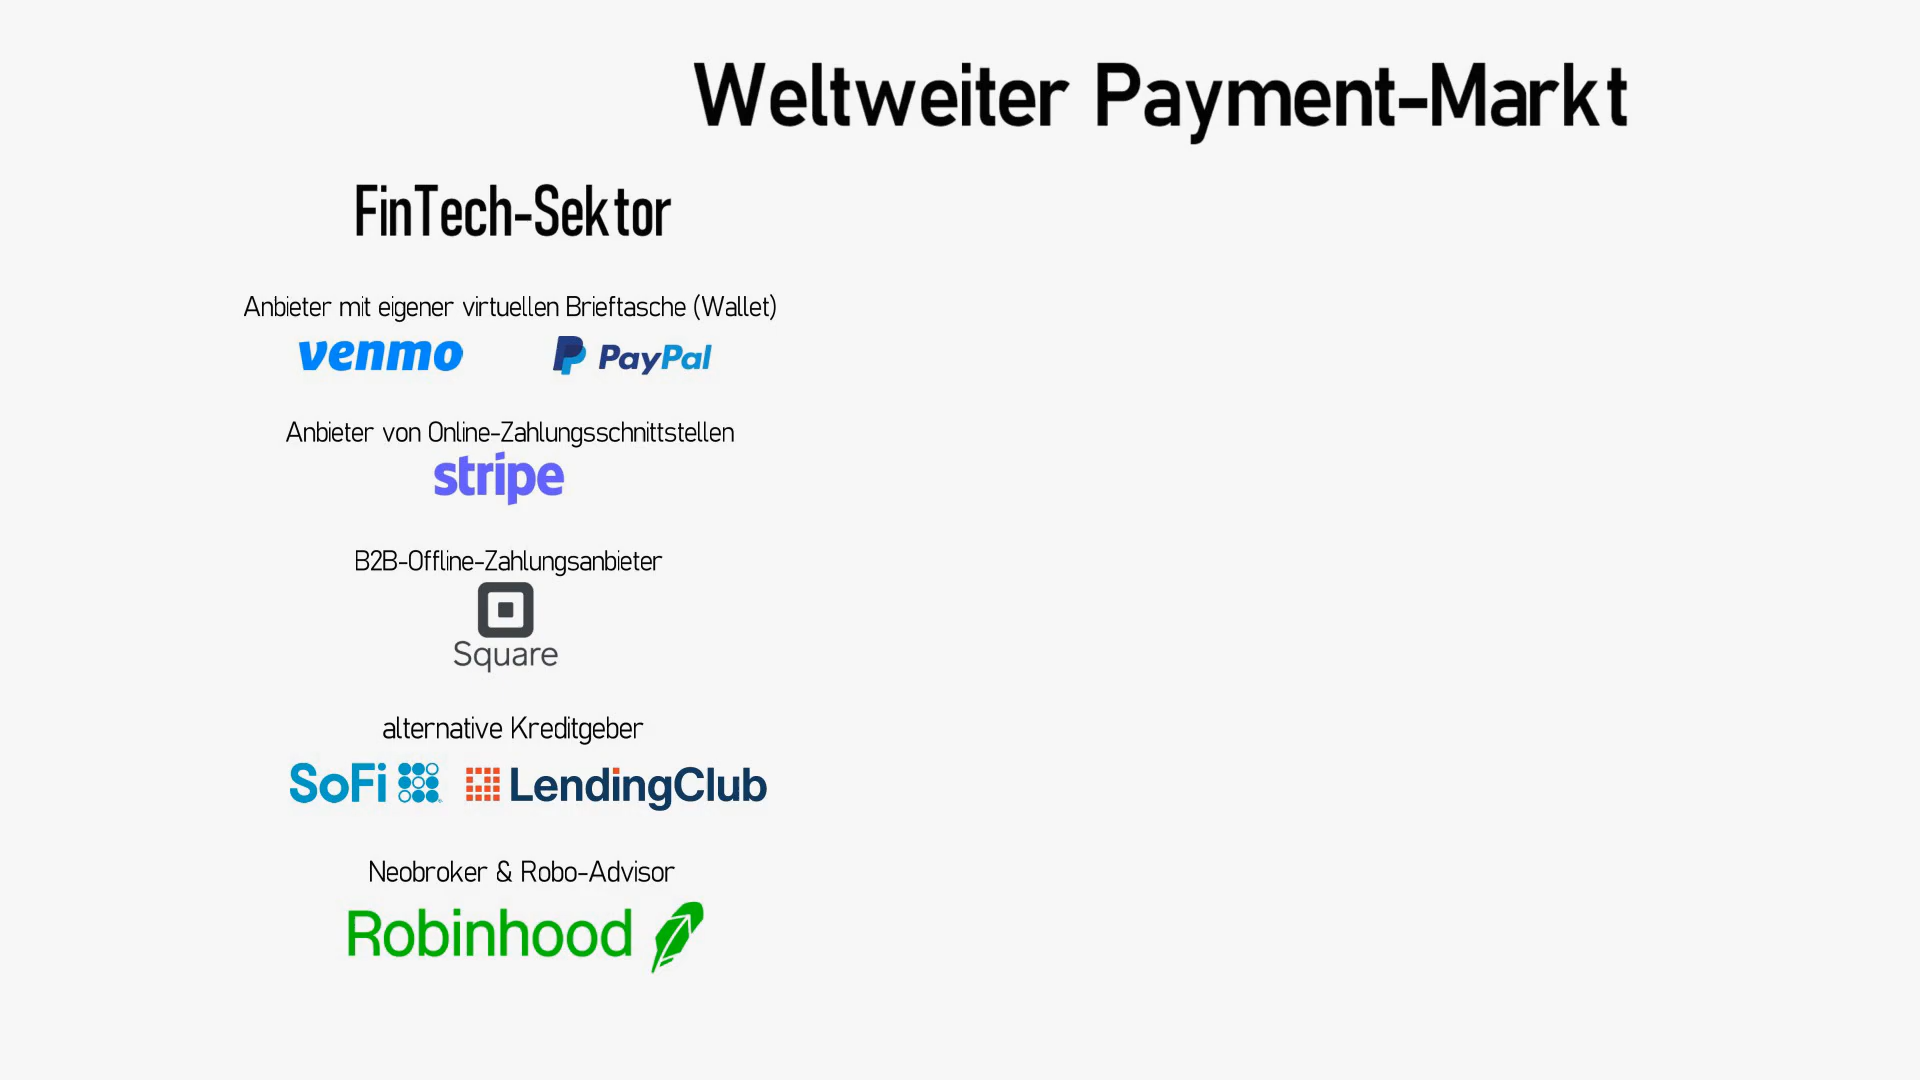 Weltweiter Payment-Markt
FinTech-Sektor
Anbieter mit eigener virtuellen Brieftasche (Wallet)
venmo PayPal
Anbieter von Online-Zahlungsschnittstellen
stripe
B2B-Offline-Zahlungsanbieter
Square
alternative Kreditgeber
SoFi LendingClub
Neobroker & Robo-Advisor
Robinhood